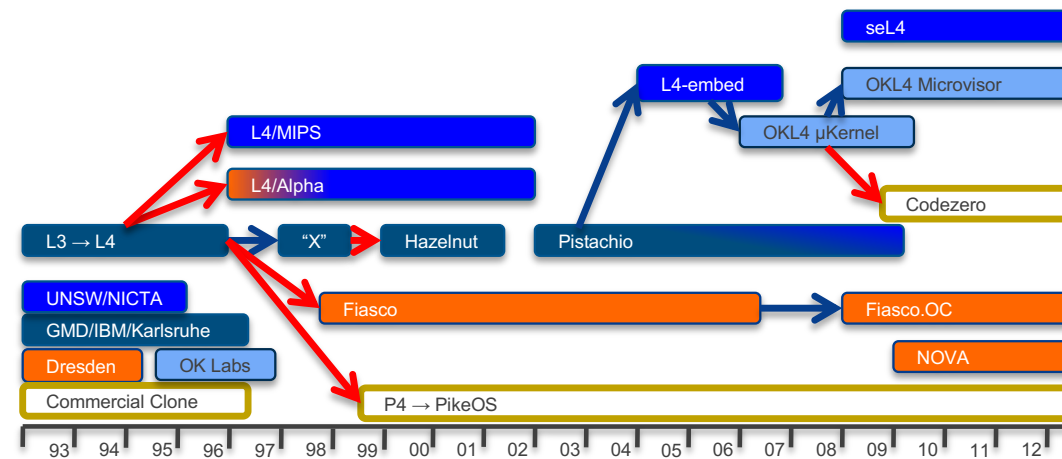 seL4
L4-embed
OKL4 Microvisor
L4/MIPS
OKL4 µKernel
L4/Alpha
Codezero
L3 → L4
“X”
Hazelnut
Pistachio
UNSW/NICTA
Fiasco
Fiasco.OC
GMD/IBM/Karlsruhe
Dresden
OK Labs
NOVA
Commercial Clone
P4 → PikeOS
93 94 95 96 97 98 99 00 01 02 03 04 05 06 07 08 09 10 11 12